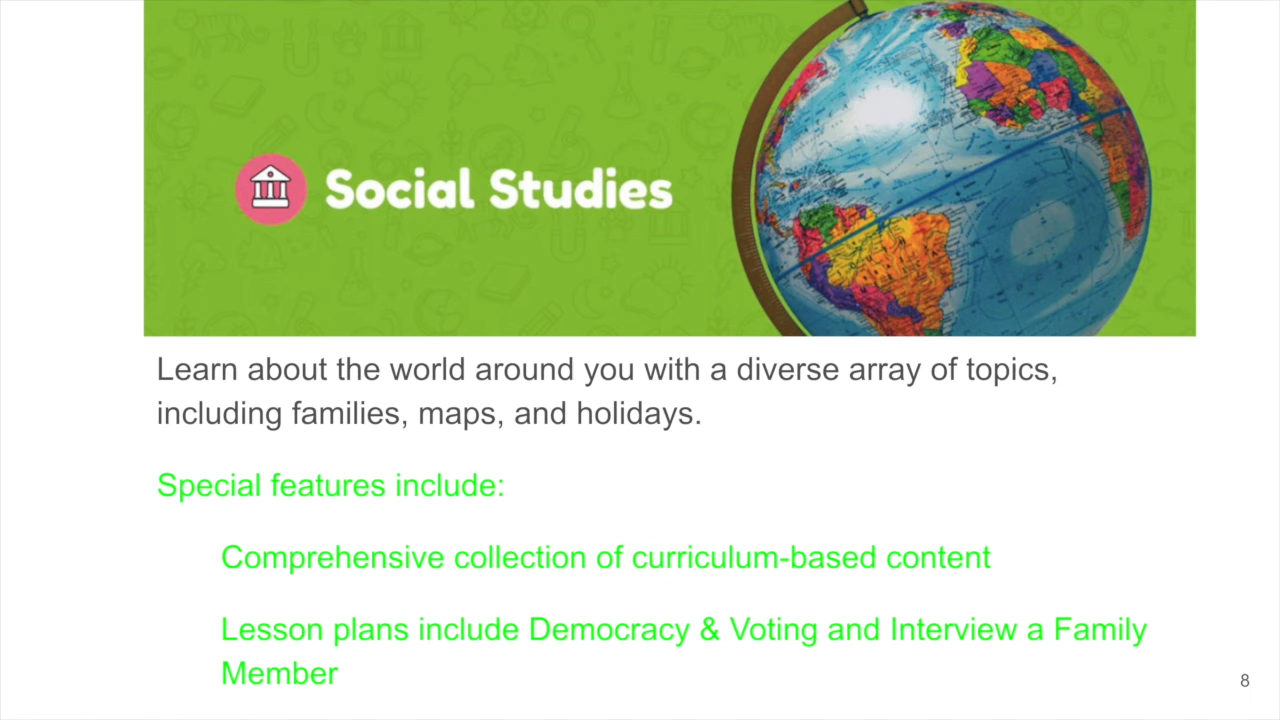 Social Studies
Learn about the world around you with a diverse array of topics,
including families, maps, and holidays.
Special features include:
Comprehensive collection of curriculum-based content
Lesson plans include Democracy & Voting and Interview a Family
Member
8